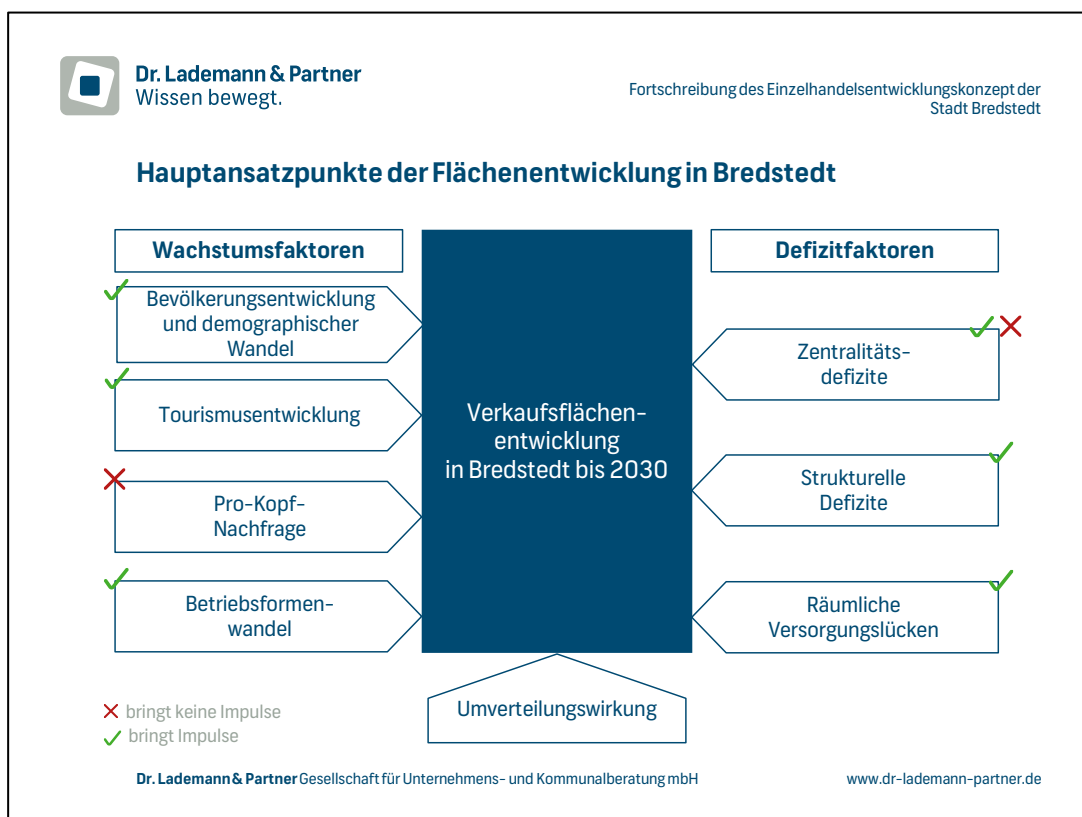 Dr. Lademann & Partner
Wissen bewegt.
Fortschreibung des Einzelhandelsentwicklungskonzept der
Stadt Bredstedt
Hauptansatzpunkte der Flächenentwicklung in Bredstedt
Wachstumsfaktoren
Bevölkerungsentwicklung
und demographischer
Wandel
Tourismusentwicklung
Pro-Kopf-
Nachfrage
Betriebsformen-
wandel
Verkaufsflächen-
entwicklung
in Bredstedt bis 2030
Defizitfaktoren
Zentralitäts-
defizite
Strukturelle
Defizite
Räumliche
Versorgungslücken
Umverteilungswirkung
bringt keine Impulse
bringt Impulse
Dr. Lademann & Partner Gesellschaft für Unternehmens- und Kommunalberatung mbH
www.dr-lademann-partner.de